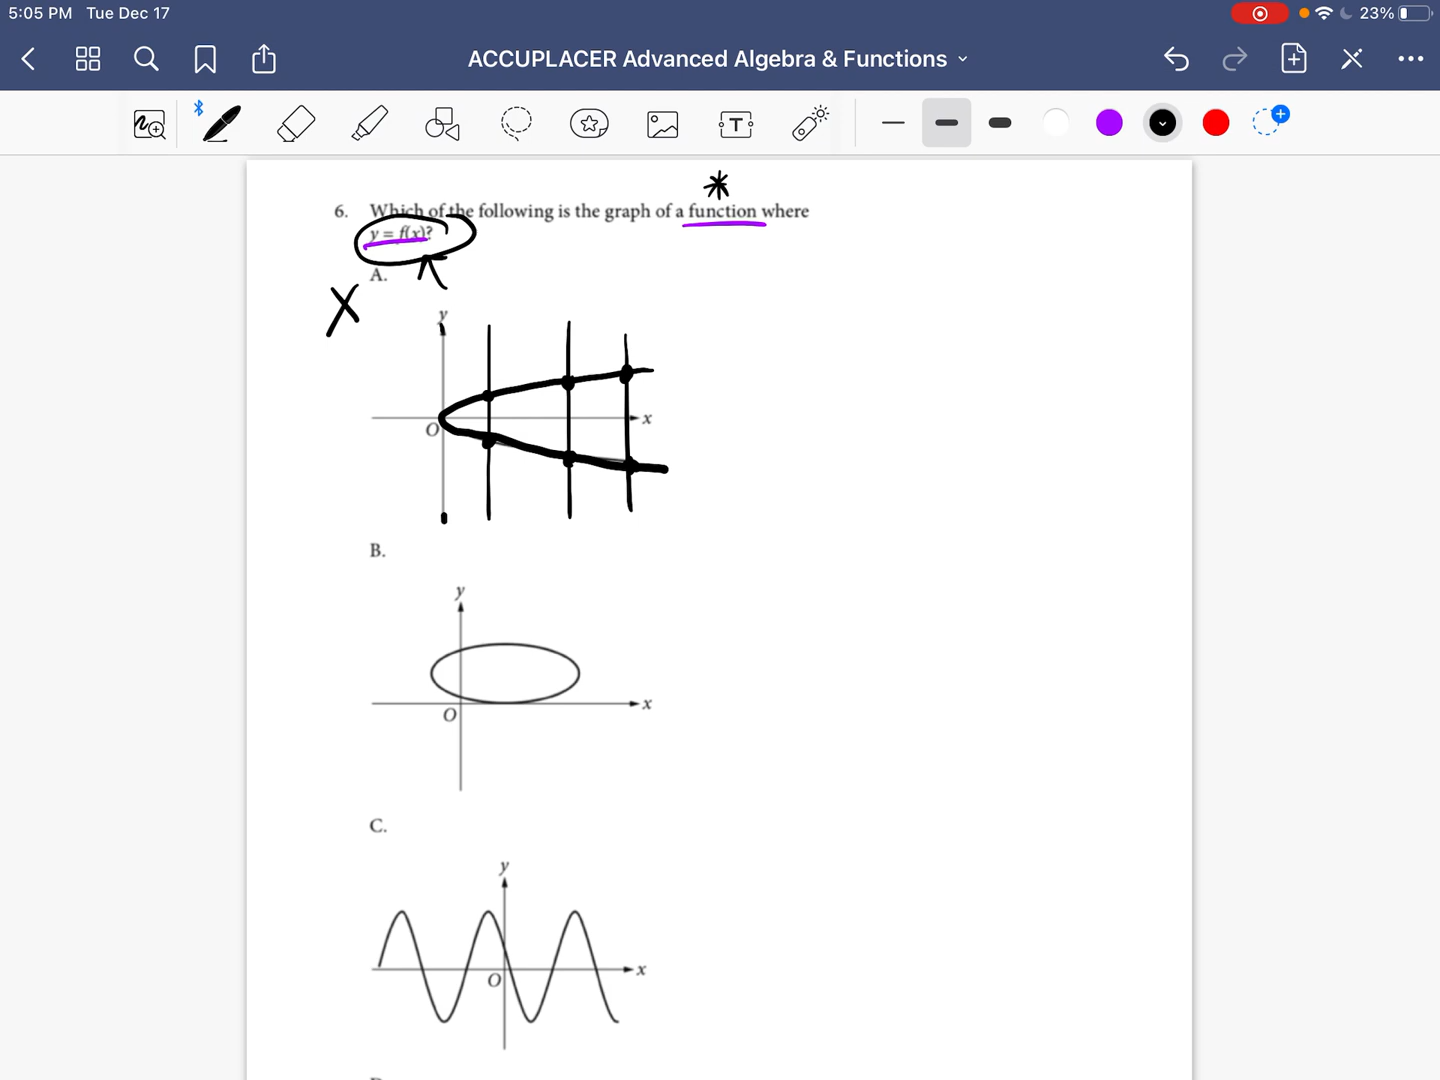 5:05 PM Tue Dec 17
23%
ACCUPLACER Advanced Algebra & Functions
T
6. Which of the following is the graph of a function where
y = f(x)?
A.
X
y
O
x
B.
y
O
x
C.
y
O
x